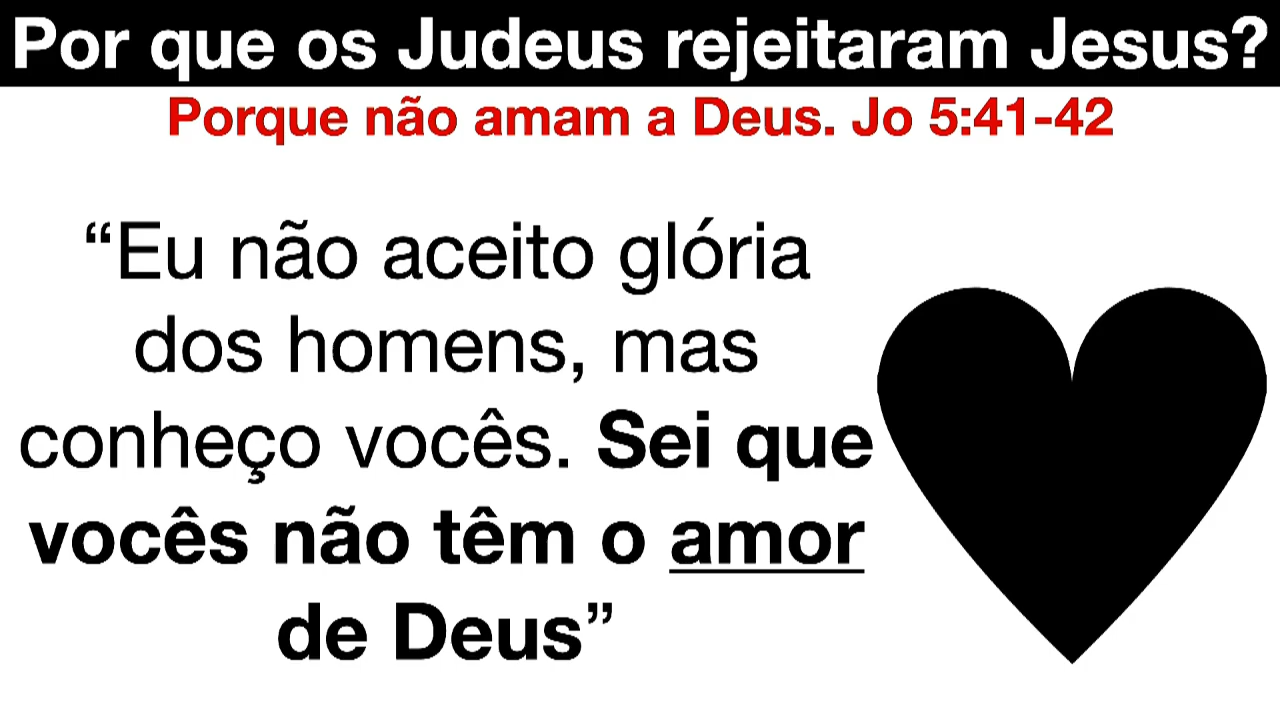 Por que os Judeus rejeitaram Jesus?
Porque não amam a Deus. Jo 5:41-42
“Eu não aceito glória
dos homens, mas
conheço vocês. Sei que
vocês não têm o amor
de Deus”